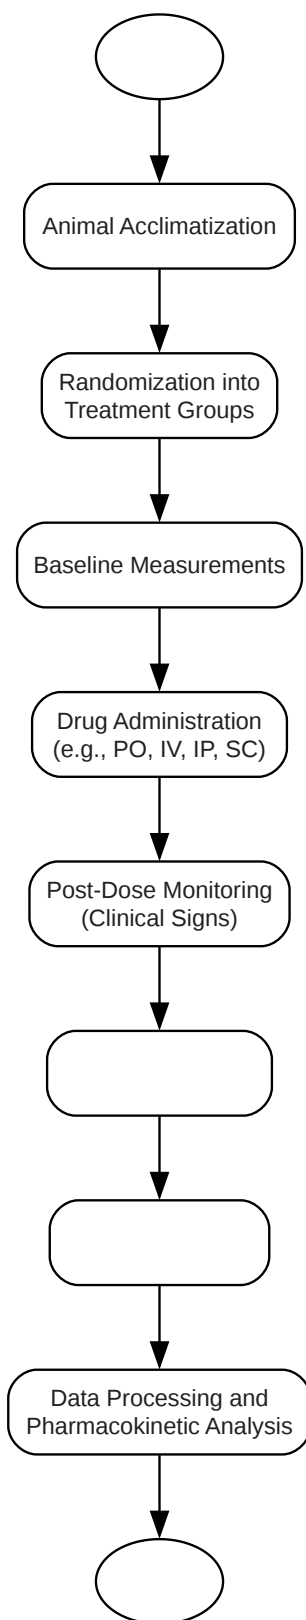 Animal Acclimatization
Randomization into
Treatment Groups
Baseline Measurements
Drug Administration
(e.g., PO, IV, IP, SC)
Post-Dose Monitoring
(Clinical Signs)
Data Processing and
Pharmacokinetic Analysis